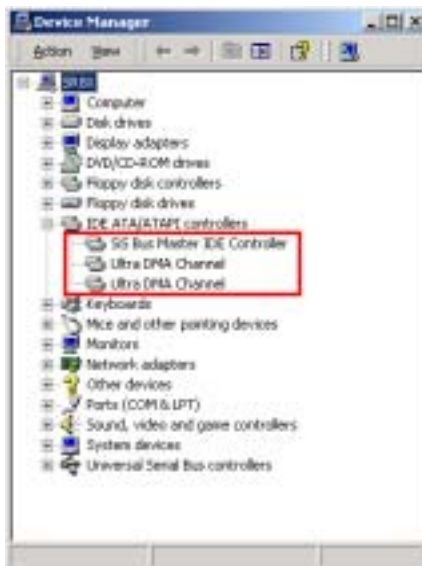 Device Manager
Action View
Computer
Disk drives
Display adapters
DVD/CD-ROM drives
Floppy disk controllers
Floppy disk drives
IDE ATA/ATAPI controllers
SiS Bus Master IDE Controller
Ultra DMA Channel
Ultra DMA Channel
Keyboards
Mice and other pointing devices
Monitors
Network adapters
Other devices
Ports (COM & LPT)
Sound, video and game controllers
System devices
Universal Serial Bus controllers